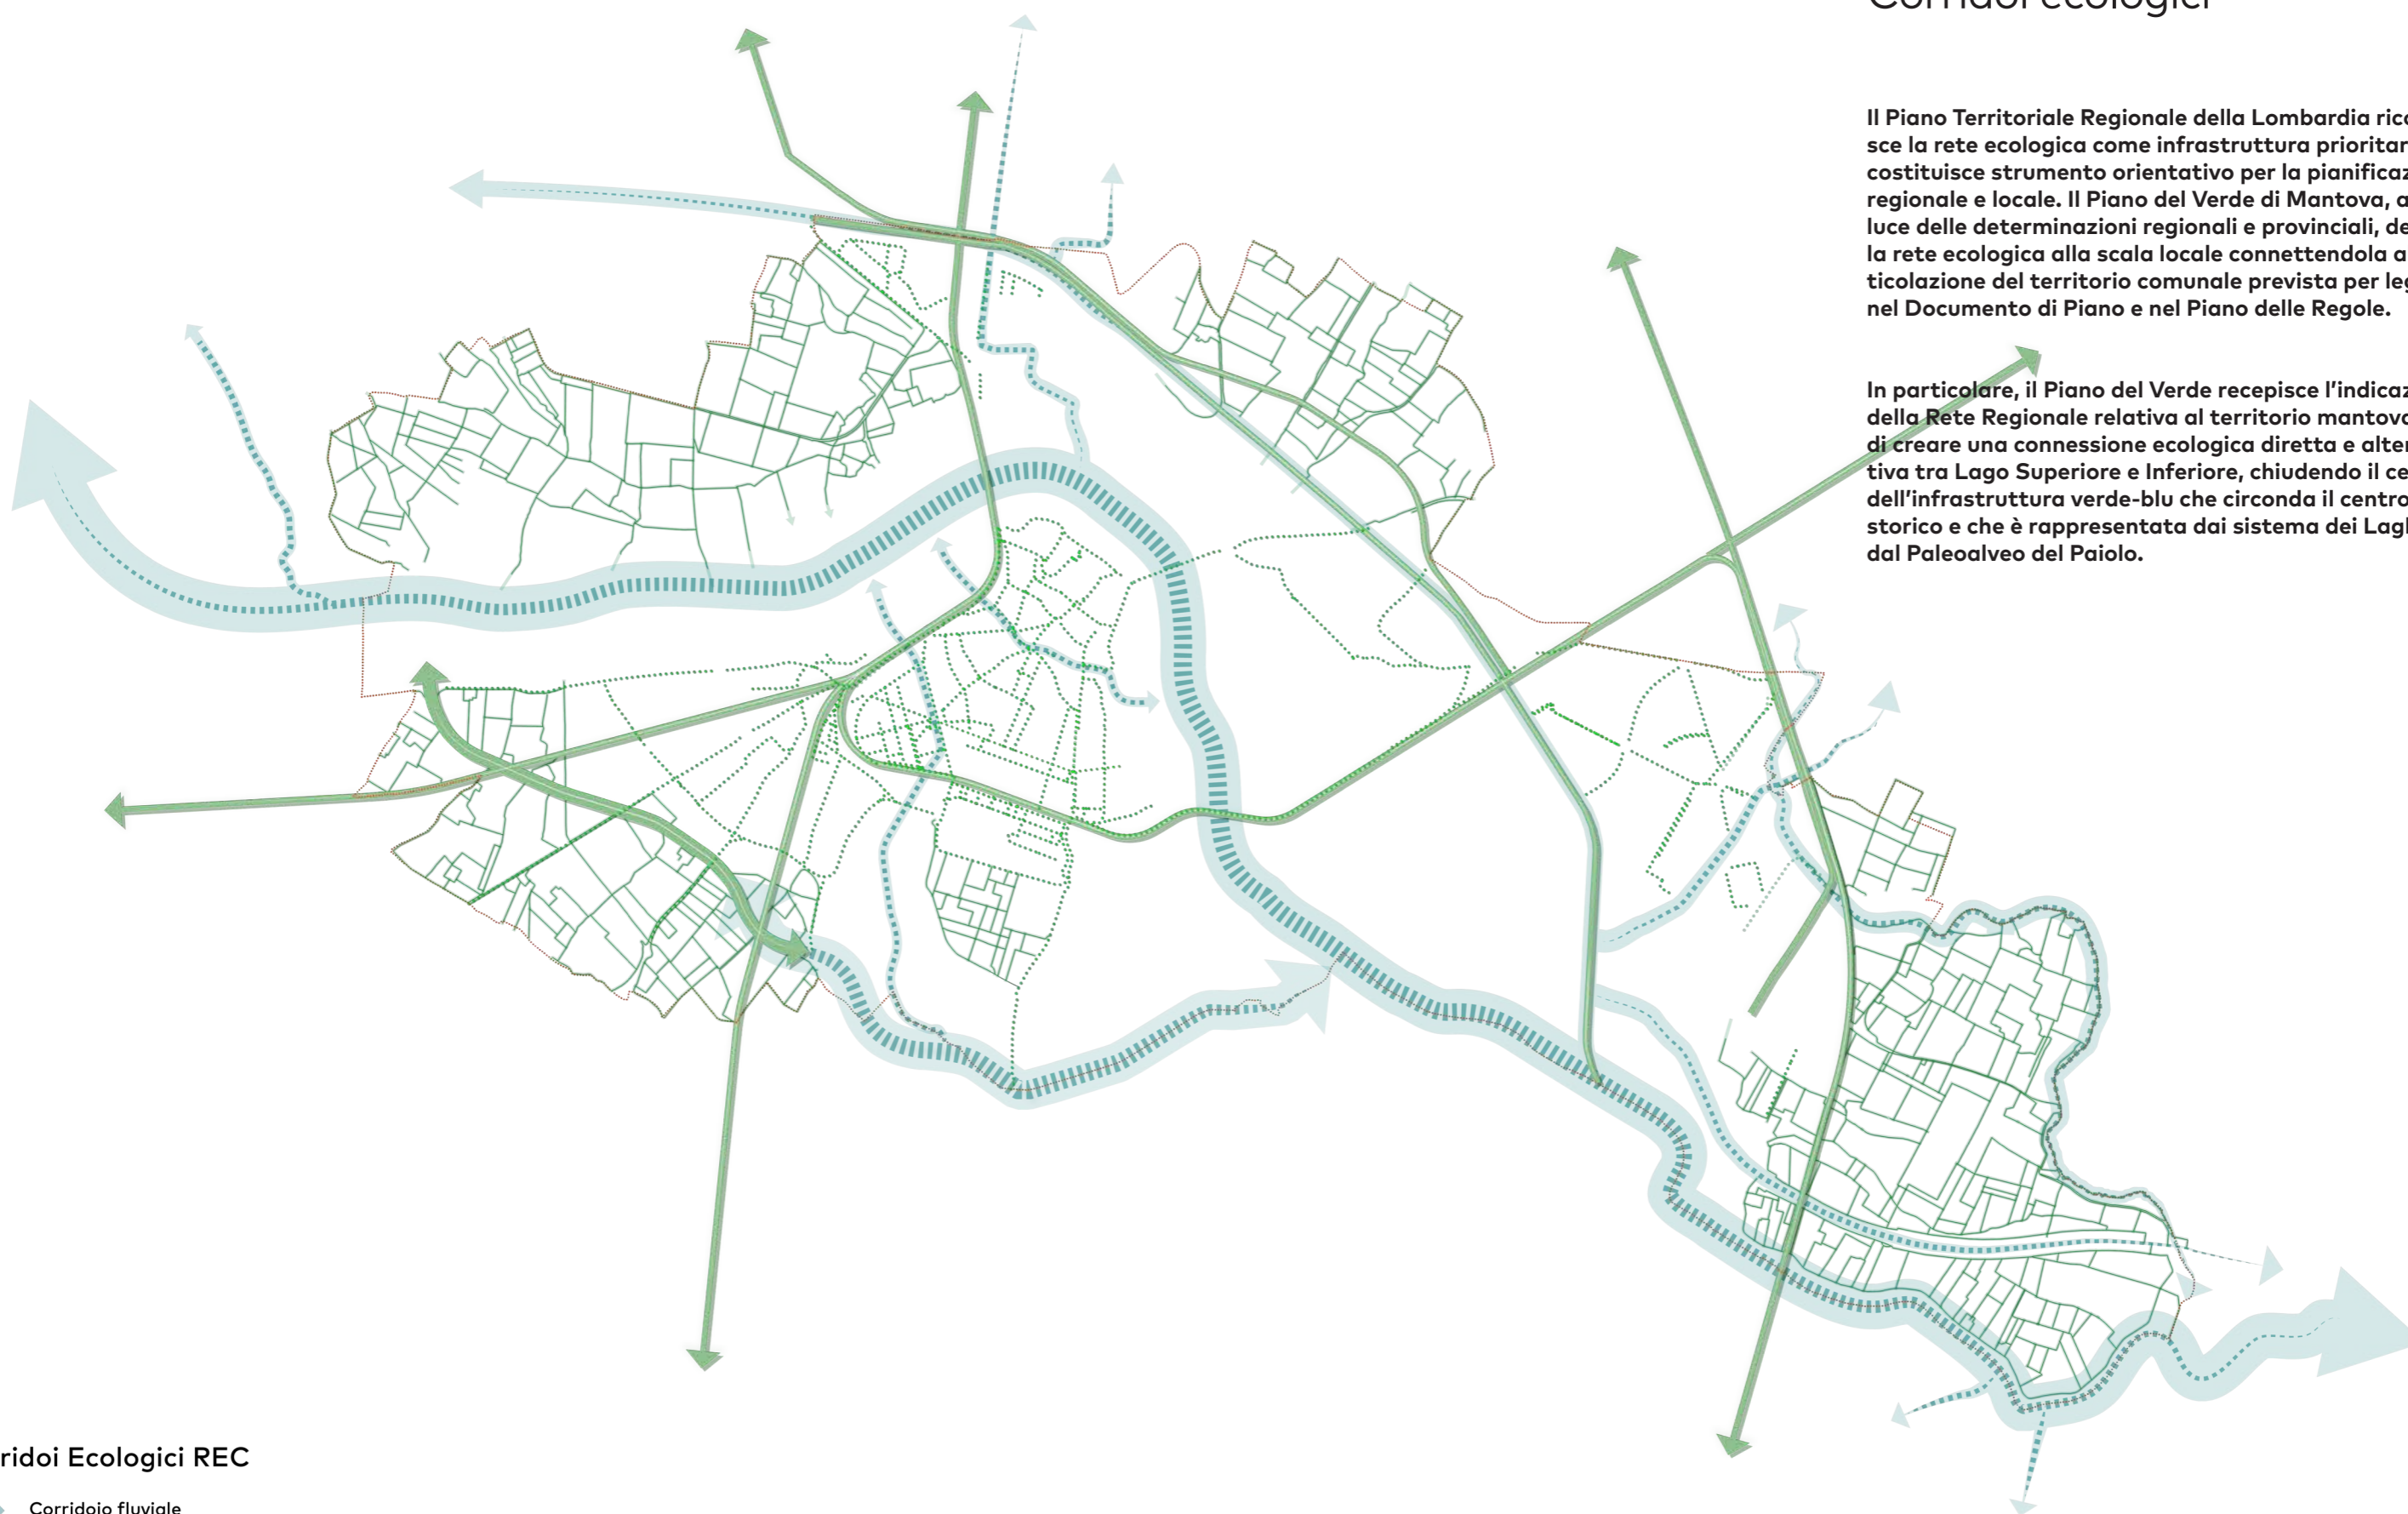 Corridoi ecologici
Il Piano Territoriale Regionale della Lombardia rico
sce la rete ecologica come infrastruttura prioritar
costituisce strumento orientativo per la pianificaz
regionale e locale. Il Piano del Verde di Mantova, a
luce delle determinazioni regionali e provinciali, de
la rete ecologica alla scala locale connettendola a
ticolazione del territorio comunale prevista per leg
nel Documento di Piano e nel Piano delle Regole.
In particolare, il Piano del Verde recepisce l’indicaz
della Rete Regionale relativa al territorio mantova
di creare una connessione ecologica diretta e alter
tiva tra Lago Superiore e Inferiore, chiudendo il ce
dell’infrastruttura verde-blu che circonda il centro
storico e che è rappresentata dai sistema dei Lagh
dal Paleoalveo del Paiolo.
ridoi Ecologici REC
Corridoio fluviale